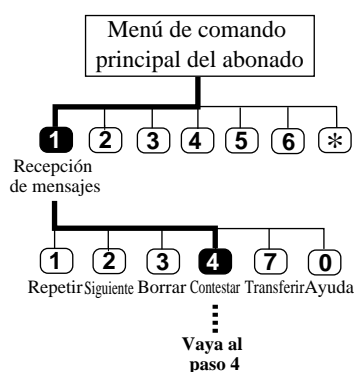 Menú de comando
principal del abonado
1 2 3 4 5 6 *
Recepción
de mensajes
1 2 3 4 7 0
Repetir Siguiente Borrar Contestar Transferir Ayuda
Vaya al
paso 4